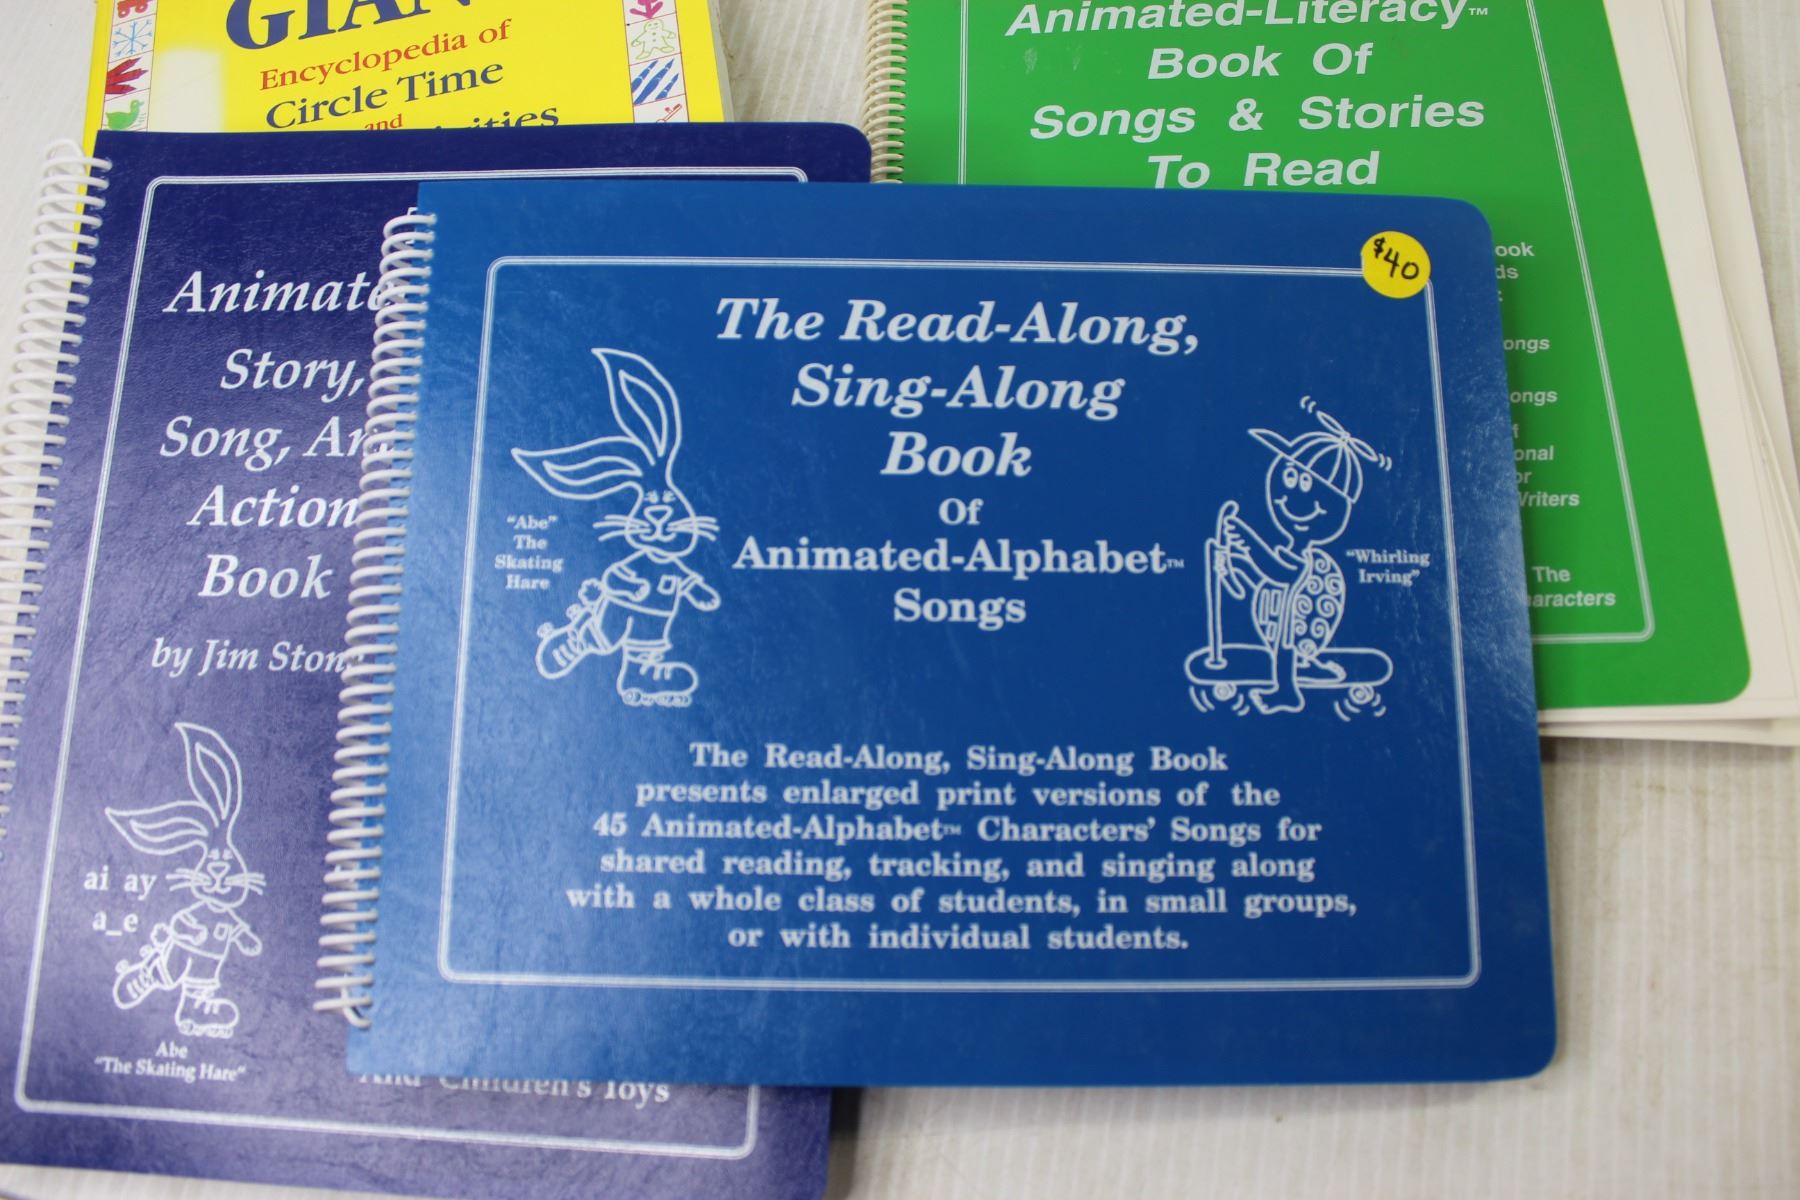 GIAN
Encyclopedia of
Circle Time
and
Animated-Literacy™
Book Of
Songs & Stories
To Read
ook
ds
ongs
ongs
f
onal
or
Writers
The
aracters
Animate
Story,
Song, An
Action
Book
by Jim Ston
ai ay
a_e
Abe
"The Skating Hare"
And Children's Toys
$40
The Read-Along,
Sing-Along
Book
Of
Animated-Alphabet™
Songs
"Abe"
The
Skating
Hare
"Whirling
Irving"
The Read-Along, Sing-Along Book
presents enlarged print versions of the
45 Animated-Alphabet™ Characters' Songs for
shared reading, tracking, and singing along
with a whole class of students, in small groups,
or with individual students.